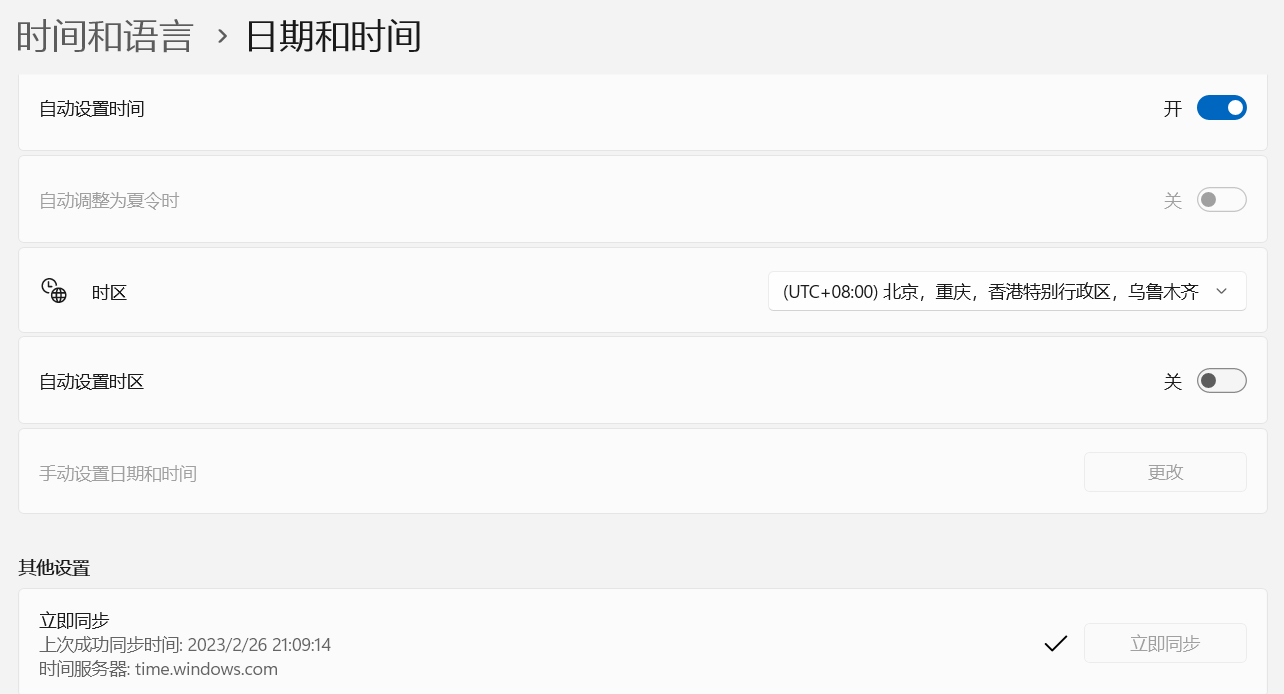 时间和语言 › 日期和时间
自动设置时间 开
自动调整为夏令时 关
时区 (UTC+08:00) 北京，重庆，香港特别行政区，乌鲁木齐
自动设置时区 关
手动设置日期和时间 更改
其他设置
立即同步
上次成功同步时间: 2023/2/26 21:09:14
时间服务器: time.windows.com
立即同步